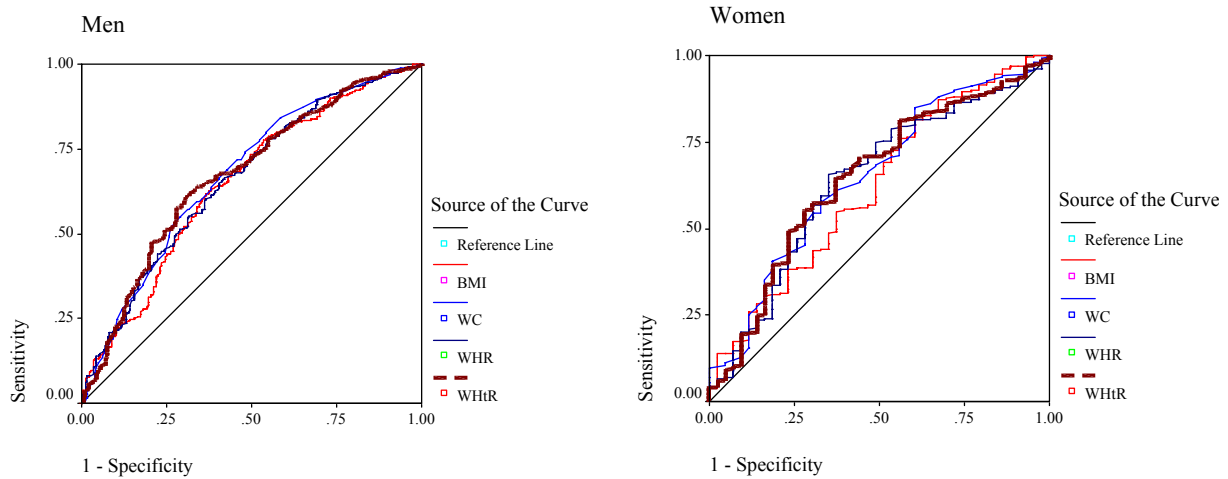 Men
1.00
.75
.50
.25
0.00
Sensitivity
0.00 .25 .50 .75 1.00
1 - Specificity
Source of the Curve
Reference Line
BMI
WC
WHR
WHtR
Women
1.00
.75
.50
.25
0.00
Sensitivity
0.00 .25 .50 .75 1.00
1 - Specificity
Source of the Curve
Reference Line
BMI
WC
WHR
WHtR